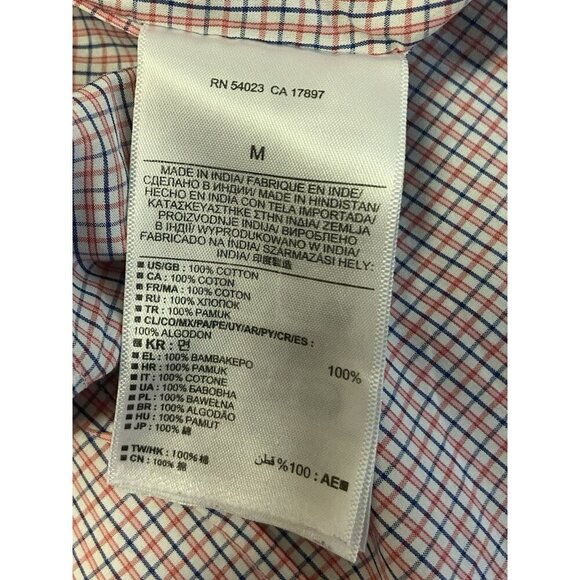 RN 54023 CA 17897
M
MADE IN INDIA/ FABRIQUE EN INDE/
СДЕЛАНО В ИНДИИ/ MADE IN HINDISTAN/
HECHO EN INDIA CON TELA IMPORTADA/
ΚΑΤΑΣΚΕΥΑΣΤΗΚΕ ΣΤΗΝ ΙΝΔΙΑ/ ZEMLJA
PROIZVODNJE INDIJA/ ВИРОБЛЕНО
В ІНДІЇ/ WYPRODUKOWANO W INDIA/
FABRICADO NA ÍNDIA/ SZÁRMAZÁSI HELY:
INDIA/ 印度製造
■ US/GB : 100% COTTON
■ CA : 100% COTON
■ FR/MA : 100% COTON
■ RU : 100% ХЛОПОК
■ TR : 100% PAMUK
■ CL/CO/MX/PA/PE/UY/AR/PY/CR/ES :
100% ALGODON
■ KR : 면 100%
■ EL : 100% ΒΑΜΒΑΚΕΡΟ
■ HR : 100% PAMUK
■ IT : 100% COTONE
■ UA : 100% БАВОВНА
■ PL : 100% BAWEŁNA
■ BR : 100% ALGODÃO
■ HU : 100% PAMUT
■ JP : 100% 綿
■ TW/HK : 100% 棉
■ CN : 100% 棉
■AE : 100% قطن